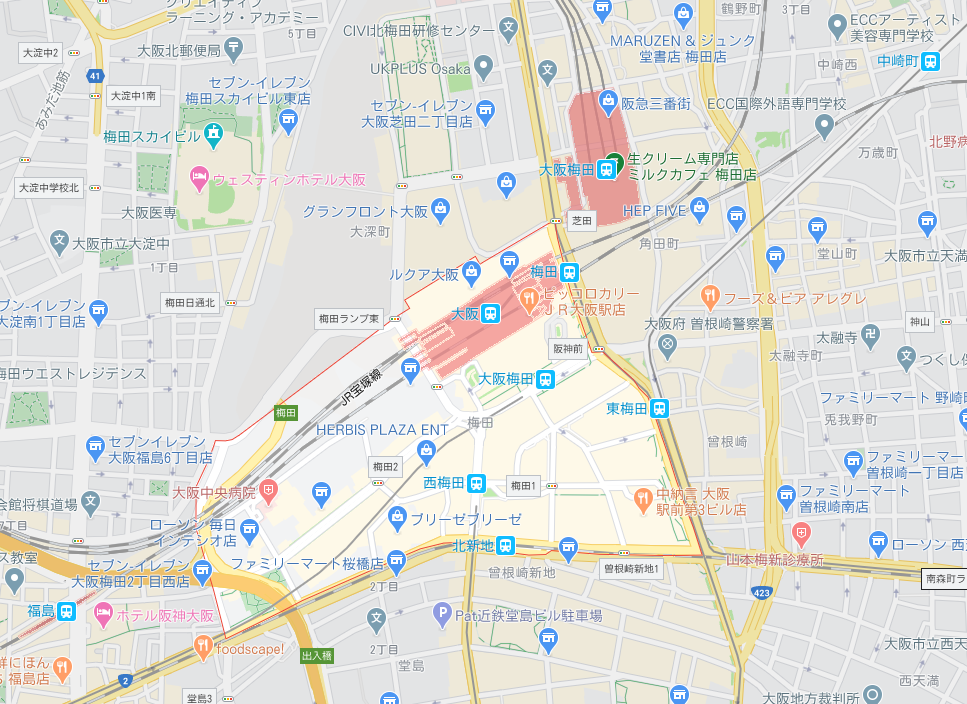 クリエイティブ
ラーニング・アカデミー
5丁目
鶴野町
3丁目
ECCアーティスト
美容専門学校
大淀中2
大阪北郵便局
CIVI北梅田研修センター
MARUZEN & ジュンク
堂書店 梅田店
中崎西
中崎町
UKPLUS Osaka
41
あみだ池筋
大淀中1南
セブン-イレブン
梅田スカイビル東店
セブン-イレブン
大阪芝田二丁目店
阪急三番街
ECC国際外語専門学校
梅田スカイビル
万歳町
北野病
大阪梅田
生クリーム専門店
ミルクカフェ 梅田店
大淀中学校北
ウェスティンホテル大阪
大阪医専
グランフロント大阪
大深町
芝田
HEP FIVE
角田町
大阪市立大淀中
1丁目
堂山町
大阪市立天満
ルクア大阪
梅田
ピッコロカリー
JR大阪駅店
フーズ&ビア アレグレ
梅田日通北
セブン-イレブン
大淀南1丁目店
梅田ランプ東
大阪
大阪府 曽根崎警察署
神山
太融寺
太融寺町
つくし保
阪神前
梅田ウエストレジデンス
JR宝塚線
大阪梅田
東梅田
ファミリーマート 野崎町
兎我野町
梅田
梅田
HERBIS PLAZA ENT
曽根崎
セブン-イレブン
大阪福島6丁目店
梅田2
ファミリーマート
曽根崎一丁目店
西梅田
梅田1
大阪中央病院
中納言 大阪
駅前第3ビル店
ファミリーマート
曽根崎南店
会館将棋道場
7丁目
ローソン 毎日
インテシオ店
ブリーゼブリーゼ
北新地
ローソン 西
ス教室
セブン-イレブン
大阪梅田2丁目西店
ファミリーマート桜橋店
曽根崎新地
曽根崎新地1
山本梅新診療所
南森町ラ
2丁目
423
福島
ホテル阪神大阪
Pat近鉄堂島ビル駐車場
foodscape!
出入橋
2丁目
堂島
大阪市立西天
鮮にほん
福島店
2
堂島3
西天満
大阪地方裁判所